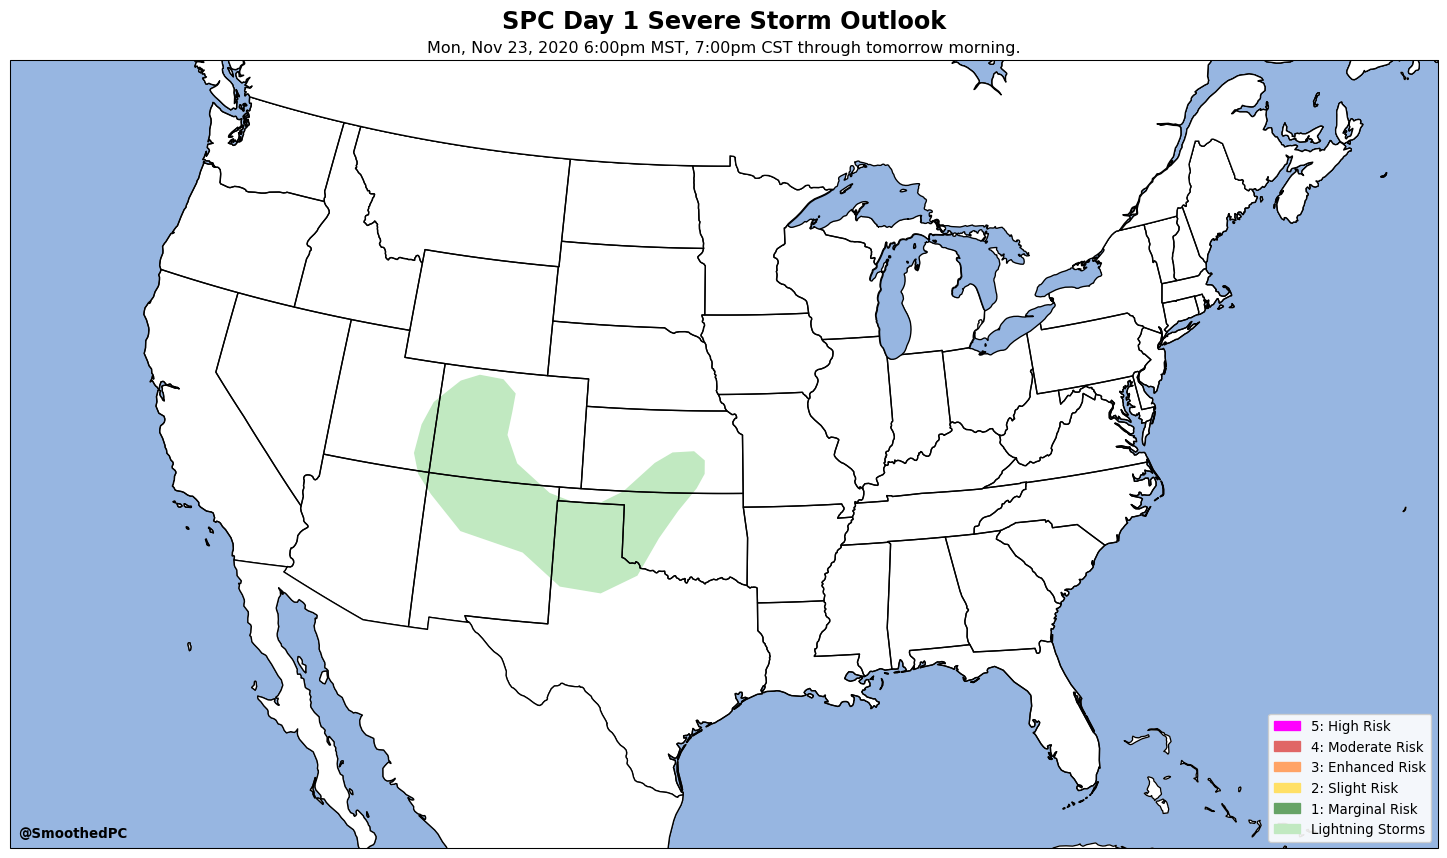 SPC Day 1 Severe Storm Outlook
Mon, Nov 23, 2020 6:00pm MST, 7:00pm CST through tomorrow morning.
5: High Risk
4: Moderate Risk
3: Enhanced Risk
2: Slight Risk
1: Marginal Risk
Lightning Storms
@SmoothedPC